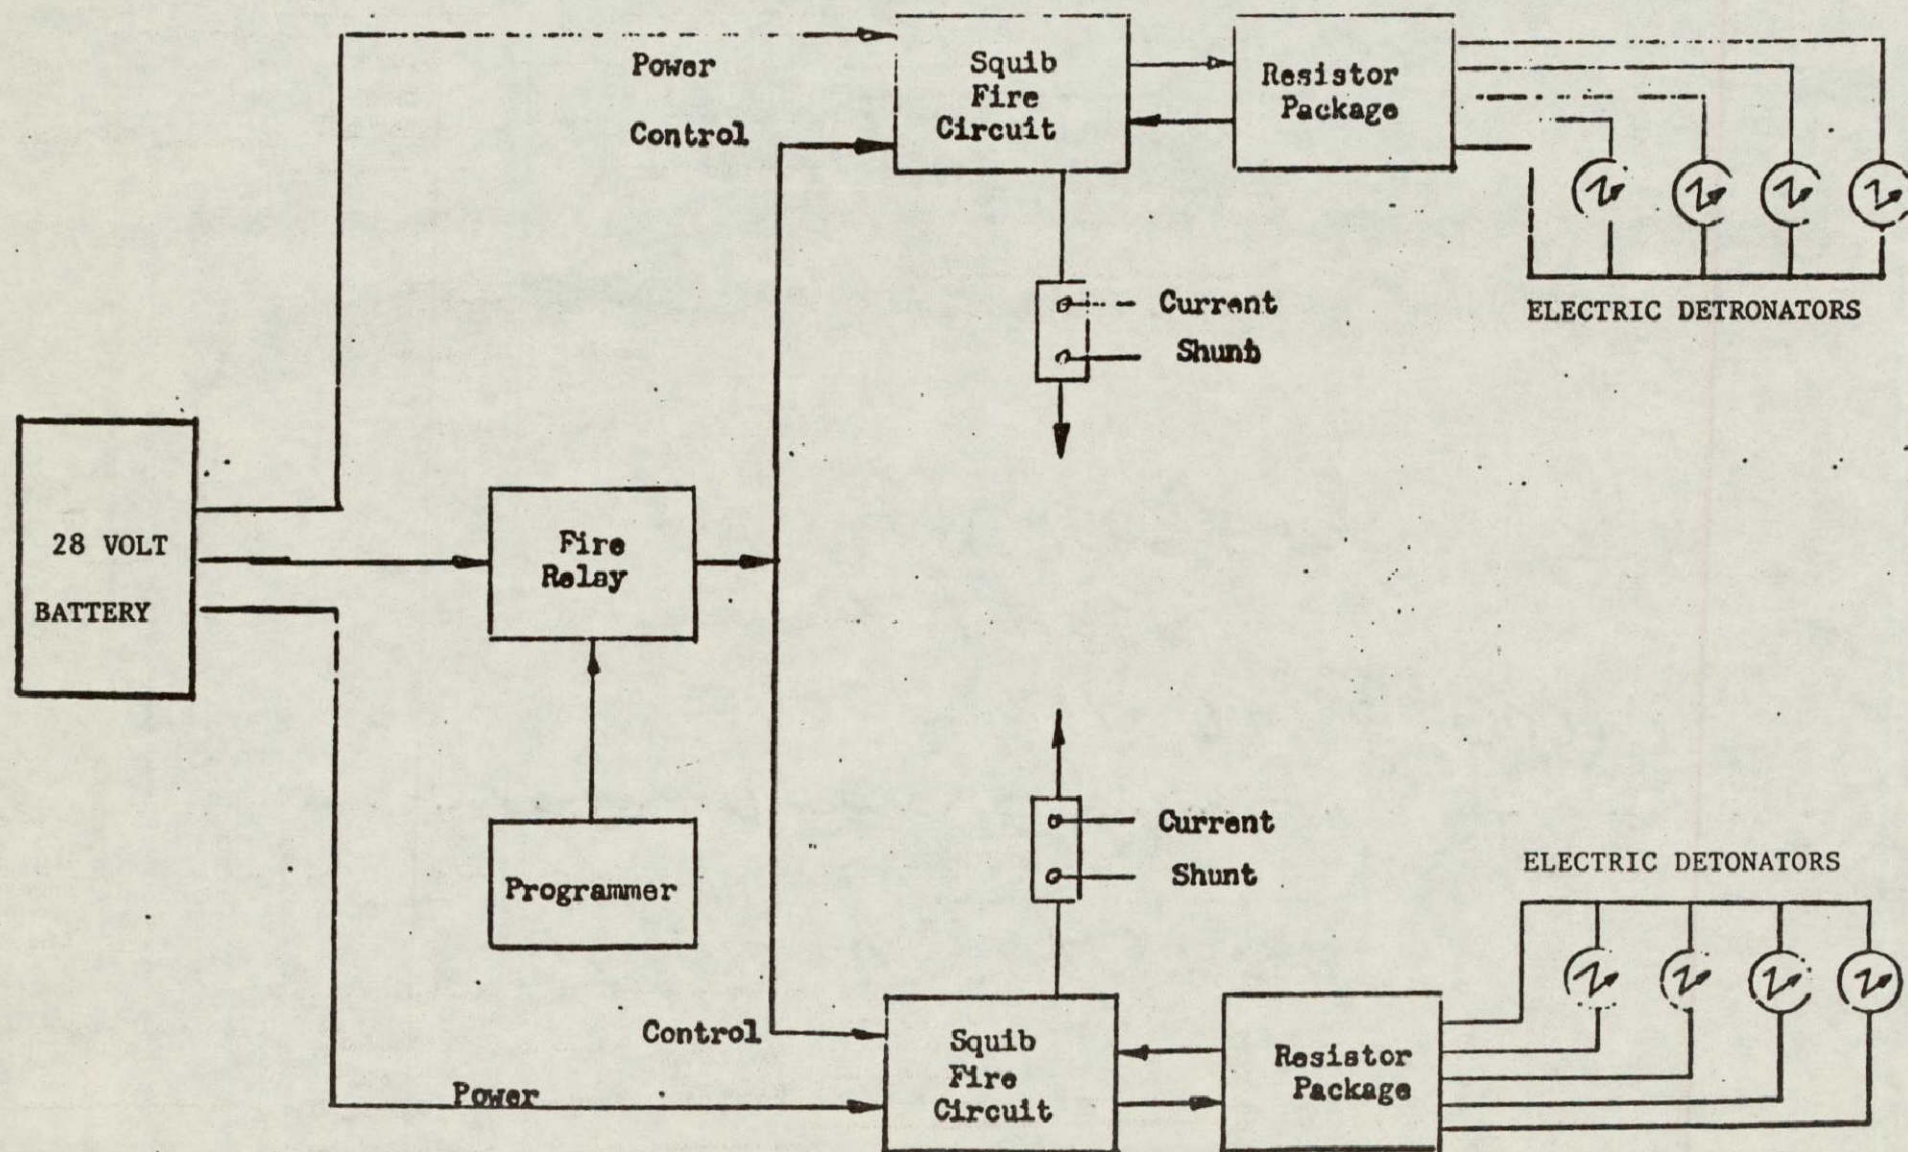 Power
Control
Squib
Fire
Circuit
Resistor
Package
Current
Shunt
ELECTRIC DETRONATORS
28 VOLT
BATTERY
Fire
Relay
Programmer
Current
Shunt
ELECTRIC DETONATORS
Control
Power
Squib
Fire
Circuit
Resistor
Package